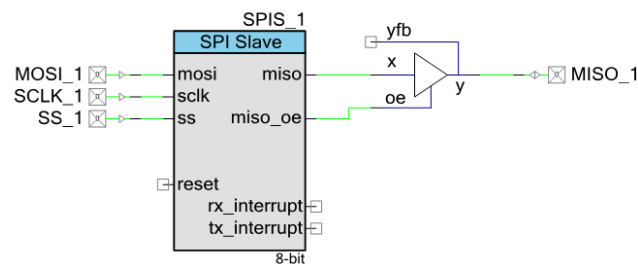 SPIS_1
SPI Slave
yfb
MOSI_1 mosi miso x y MISO_1
SCLK_1 sclk oe
SS_1 ss miso_oe
reset
rx_interrupt
tx_interrupt
8-bit